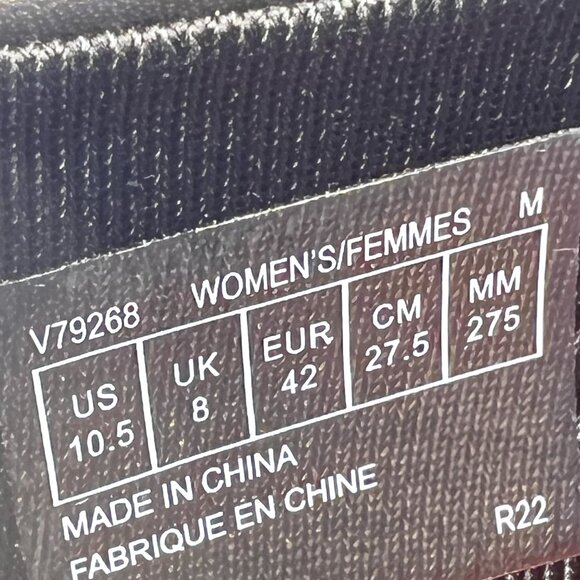 V79268 WOMEN'S/FEMMES M
US UK EUR CM MM
10.5 8 42 27.5 275
MADE IN CHINA
FABRIQUE EN CHINE
R22